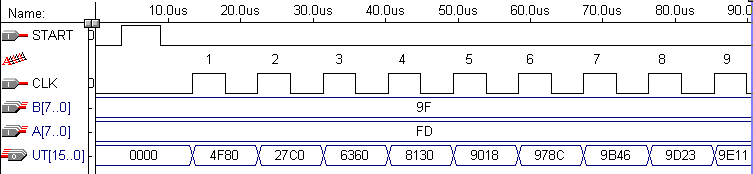 Name: 10.0us 20.0us 30.0us 40.0us 50.0us 60.0us 70.0us 80.0us 90.0
START
1 2 3 4 5 6 7 8 9
CLK
B[7..0] 9F
A[7..0] FD
UT[15..0] 0000 4F80 27C0 6360 8130 9018 978C 9B46 9D23 9E11